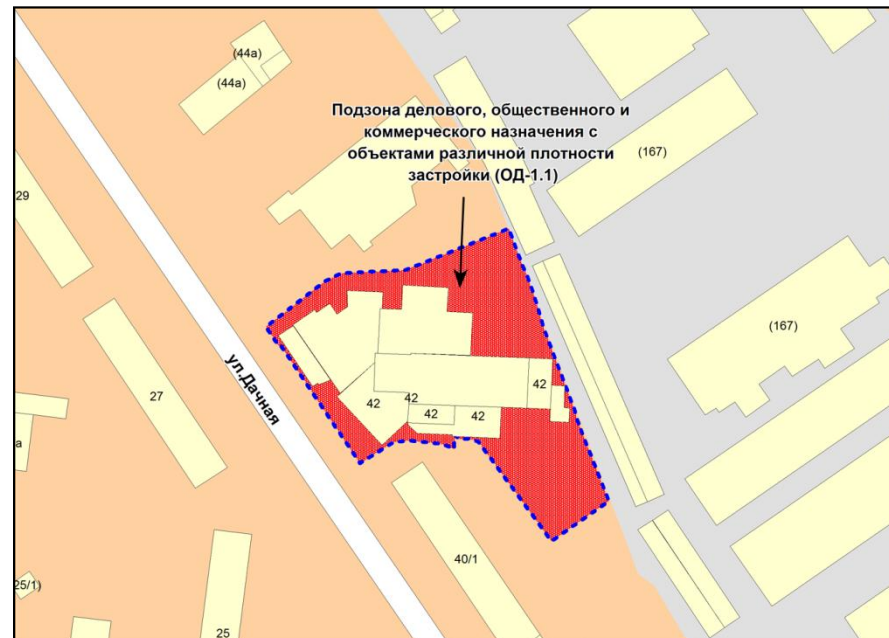 (44а)
(44а)
Подзона делового, общественного и
коммерческого назначения с
объектами различной плотности
застройки (ОД-1.1)
(167)
29
(167)
ул.Дачная
27
42
42
42
42
42
а
40/1
25/1)
25